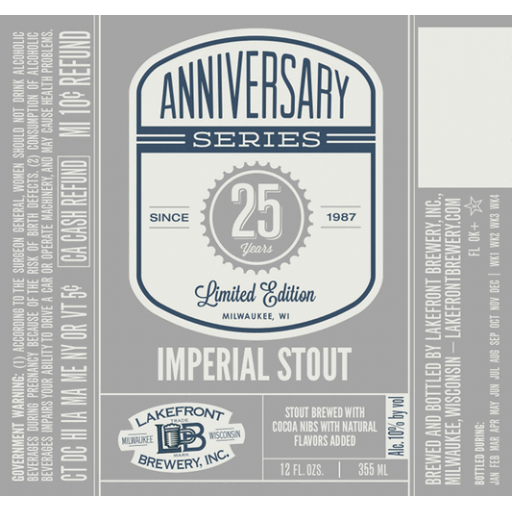 GOVERNMENT WARNING: (1) ACCORDING TO THE SURGEON GENERAL, WOMEN SHOULD NOT DRINK ALCOHOLIC
BEVERAGES DURING PREGNANCY BECAUSE OF THE RISK OF BIRTH DEFECTS. (2) CONSUMPTION OF ALCOHOLIC
BEVERAGES IMPAIRS YOUR ABILITY TO DRIVE A CAR OR OPERATE MACHINERY, AND MAY CAUSE HEALTH PROBLEMS.
CT DC HI IA MA ME NY OR VT 5¢ CA CASH REFUND MI 10¢ REFUND
ANNIVERSARY
SERIES
SINCE 25 1987
Years
Limited Edition
MILWAUKEE, WI
IMPERIAL STOUT
LAKEFRONT
TRADE
MILWAUKEE LB WISCONSIN
MARK
BREWERY, INC.
STOUT BREWED WITH
COCOA NIBS WITH NATURAL
FLAVORS ADDED
12 FL. OZS. | 355 ML
Alc. 10% by vol
BREWED AND BOTTLED BY LAKEFRONT BREWERY, INC.,
MILWAUKEE, WISCONSIN — LAKEFRONTBREWERY.COM
FL OK+
BOTTLED DURING:
JAN FEB MAR APR MAY JUN JUL AUG SEP OCT NOV DEC | WK1 WK2 WK3 WK4